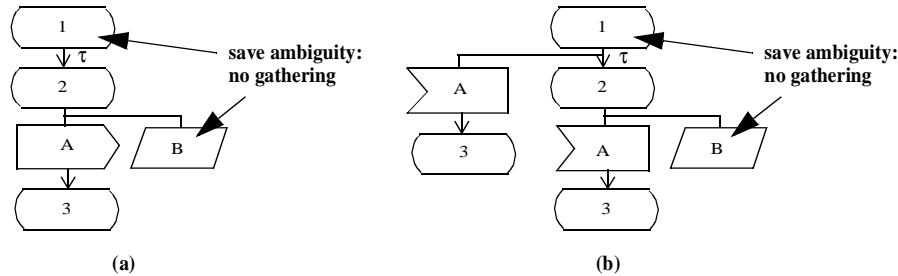 1
τ
save ambiguity:
no gathering
2
A
B
3
(a)
1
τ
save ambiguity:
no gathering
A
2
3
A
B
3
(b)